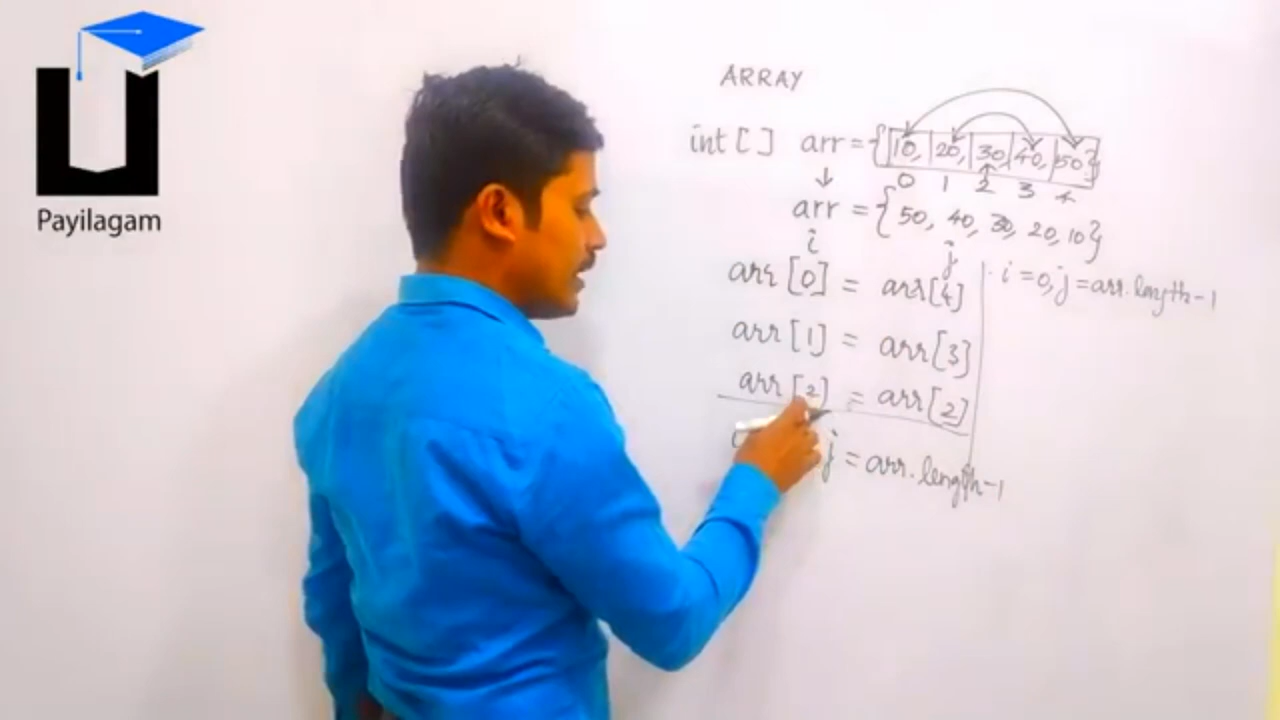 Payilagam
ARRAY
int [ ] arr = {10, 20, 30, 40, 50}
0 1 2 3 4
arr = {50, 40, 30, 20, 10}
i j
arr [0] = arr[4]
i = 0, j = arr.length-1
arr [1] = arr [3]
arr [2] = arr [2]
j = arr.length-1